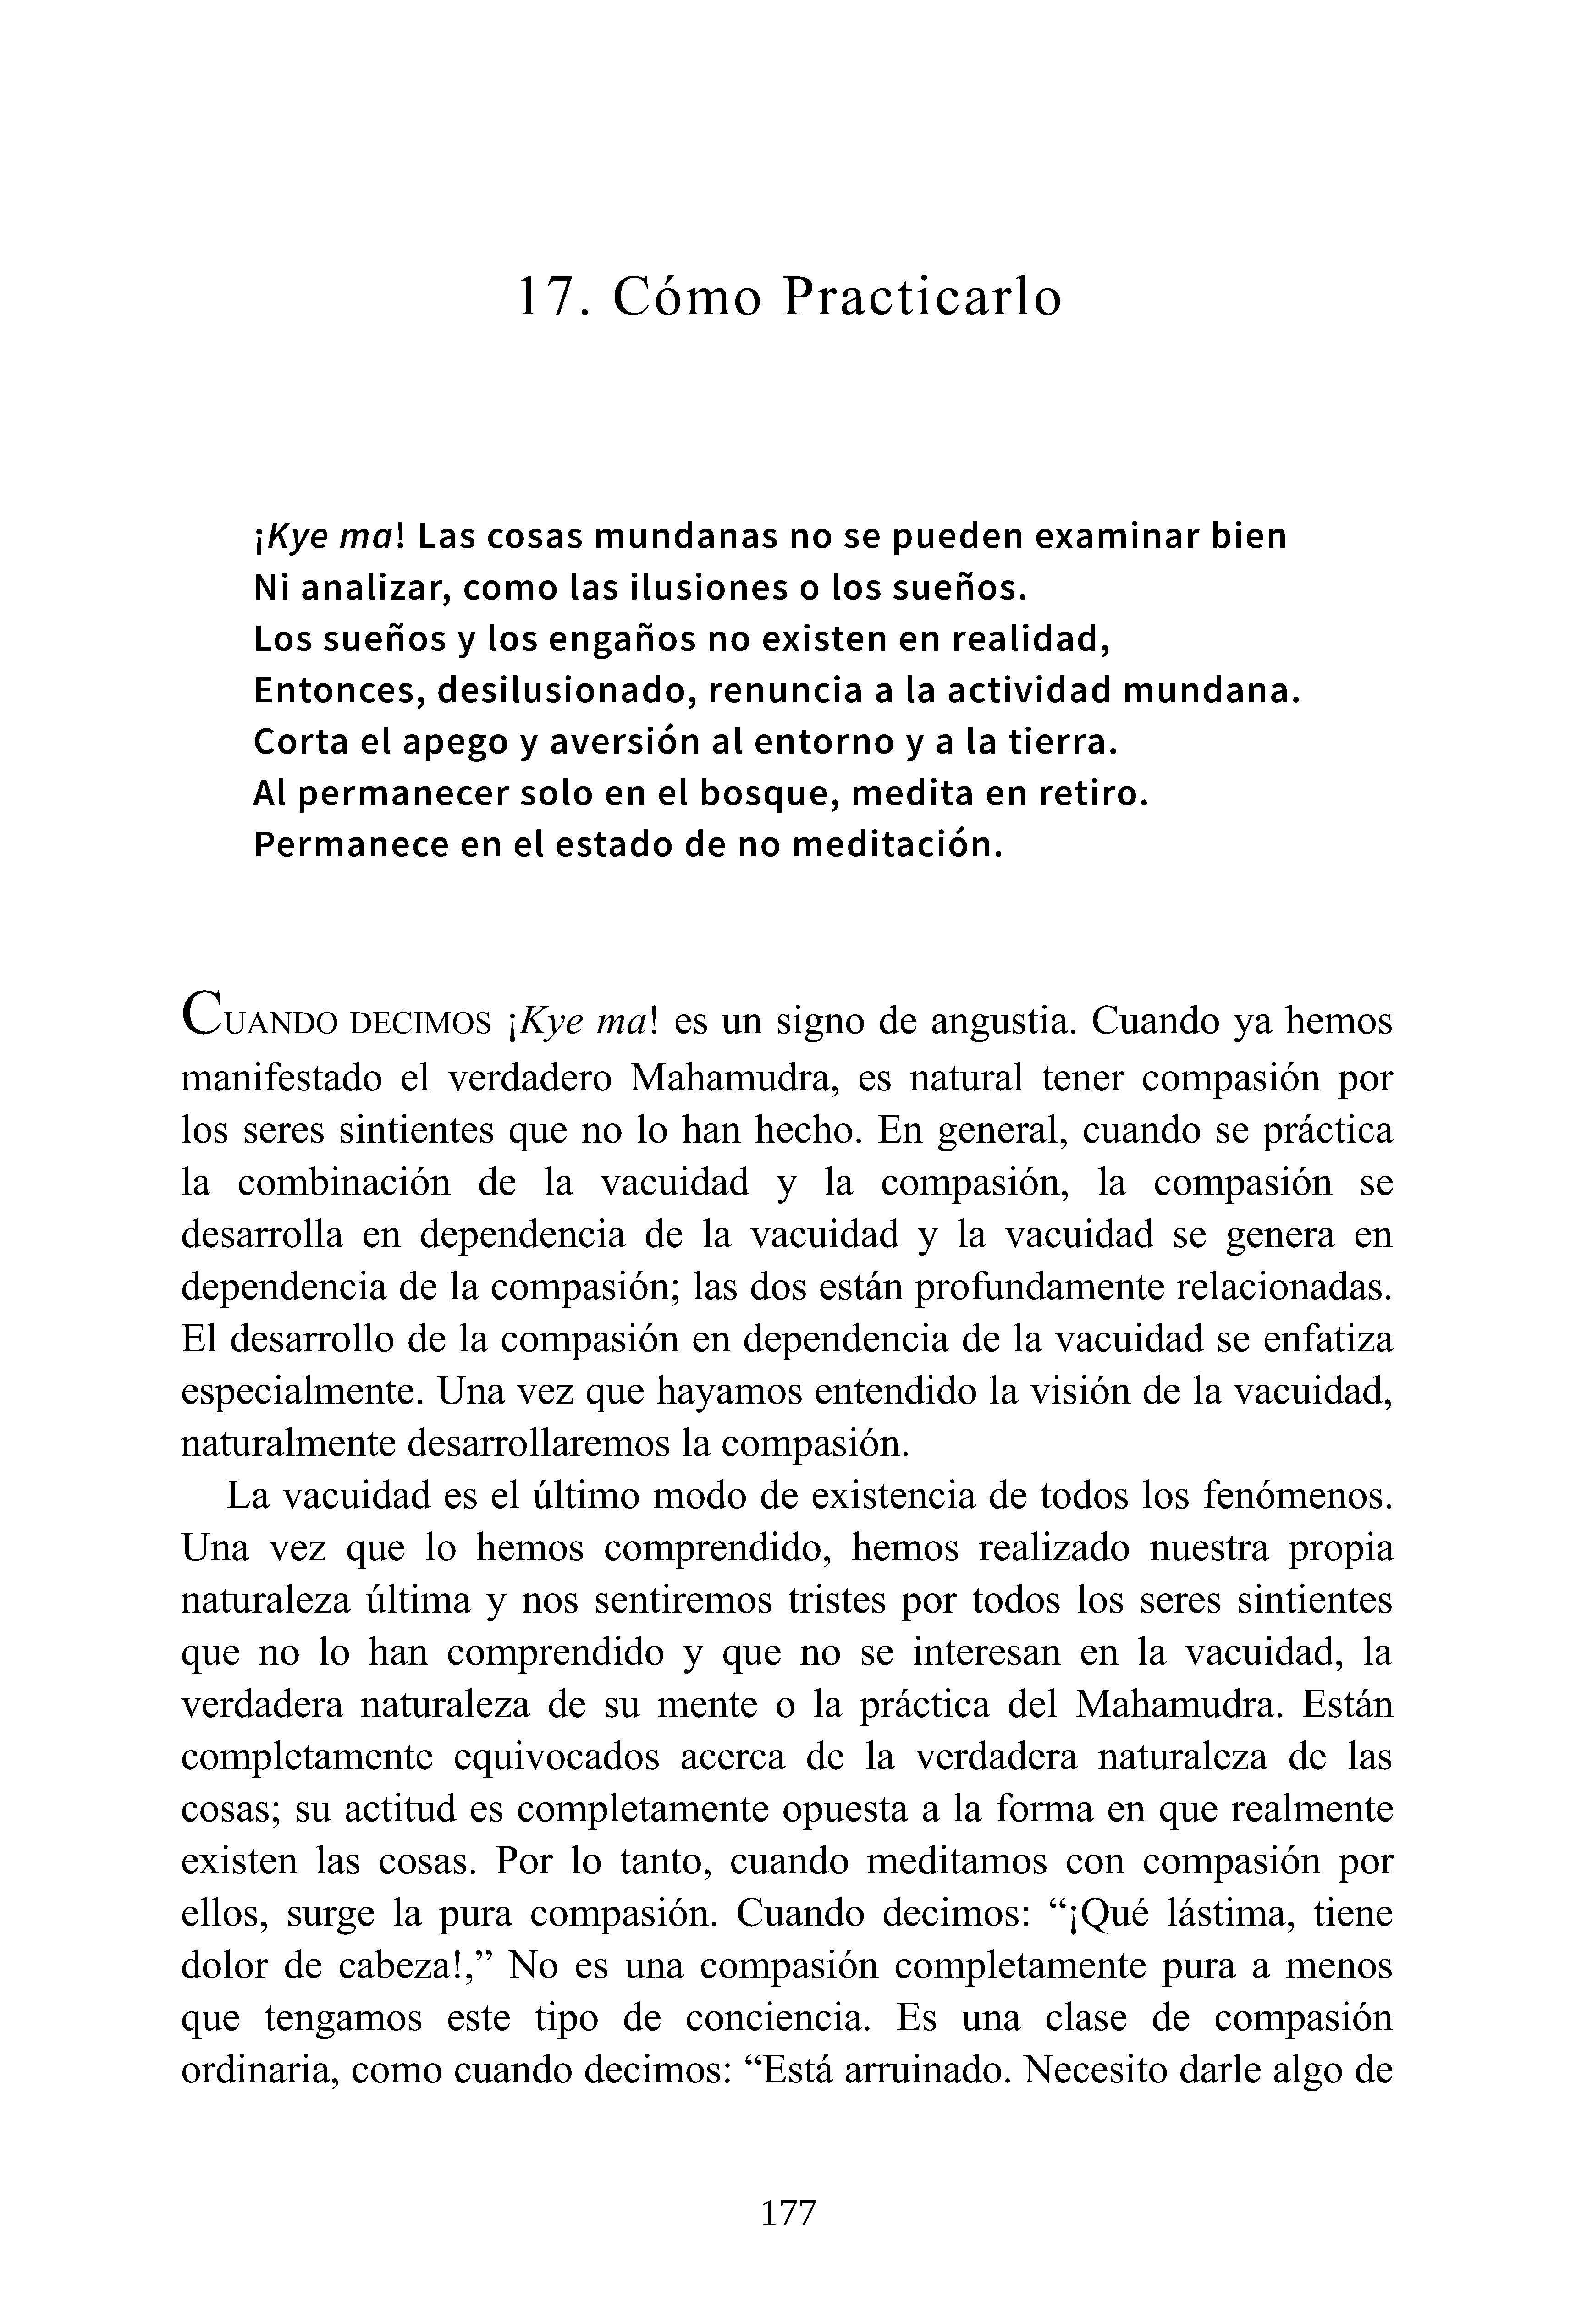 17. Cómo Practicarlo
¡Kye ma! Las cosas mundanas no se pueden examinar bien
Ni analizar, como las ilusiones o los sueños.
Los sueños y los engaños no existen en realidad,
Entonces, desilusionado, renuncia a la actividad mundana.
Corta el apego y aversión al entorno y a la tierra.
Al permanecer solo en el bosque, medita en retiro.
Permanece en el estado de no meditación.
CUANDO DECIMOS ¡Kye ma! es un signo de angustia. Cuando ya hemos
manifestado el verdadero Mahamudra, es natural tener compasión por
los seres sintientes que no lo han hecho. En general, cuando se práctica
la combinación de la vacuidad y la compasión, la compasión se
desarrolla en dependencia de la vacuidad y la vacuidad se genera en
dependencia de la compasión; las dos están profundamente relacionadas.
El desarrollo de la compasión en dependencia de la vacuidad se enfatiza
especialmente. Una vez que hayamos entendido la visión de la vacuidad,
naturalmente desarrollaremos la compasión.
La vacuidad es el último modo de existencia de todos los fenómenos.
Una vez que lo hemos comprendido, hemos realizado nuestra propia
naturaleza última y nos sentiremos tristes por todos los seres sintientes
que no lo han comprendido y que no se interesan en la vacuidad, la
verdadera naturaleza de su mente o la práctica del Mahamudra. Están
completamente equivocados acerca de la verdadera naturaleza de las
cosas; su actitud es completamente opuesta a la forma en que realmente
existen las cosas. Por lo tanto, cuando meditamos con compasión por
ellos, surge la pura compasión. Cuando decimos: “¡Qué lástima, tiene
dolor de cabeza!,” No es una compasión completamente pura a menos
que tengamos este tipo de conciencia. Es una clase de compasión
ordinaria, como cuando decimos: “Está arruinado. Necesito darle algo de
177